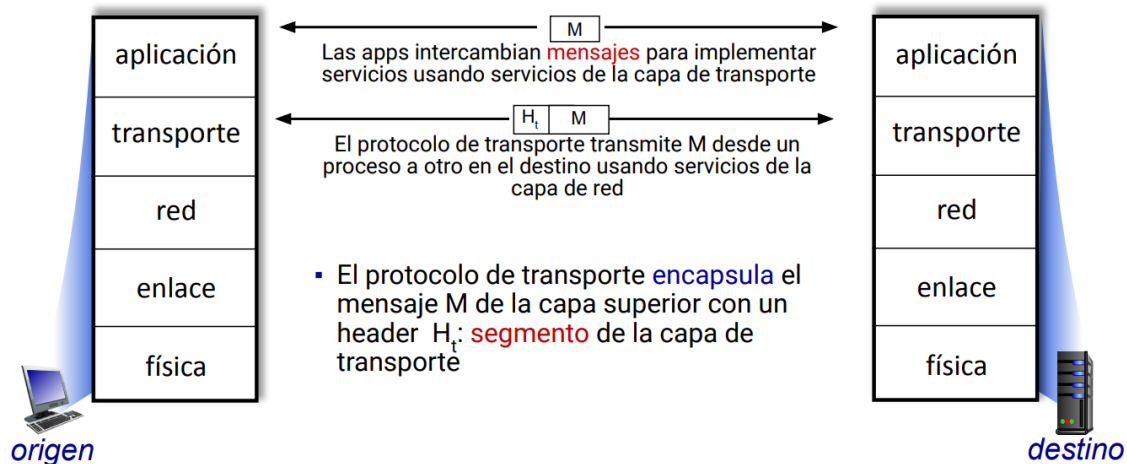 aplicación
transporte
red
enlace
física
origen
M
Las apps intercambian mensajes para implementar
servicios usando servicios de la capa de transporte
Ht M
El protocolo de transporte transmite M desde un
proceso a otro en el destino usando servicios de la
capa de red
▪ El protocolo de transporte encapsula el
mensaje M de la capa superior con un
header Ht: segmento de la capa de
transporte
aplicación
transporte
red
enlace
física
destino